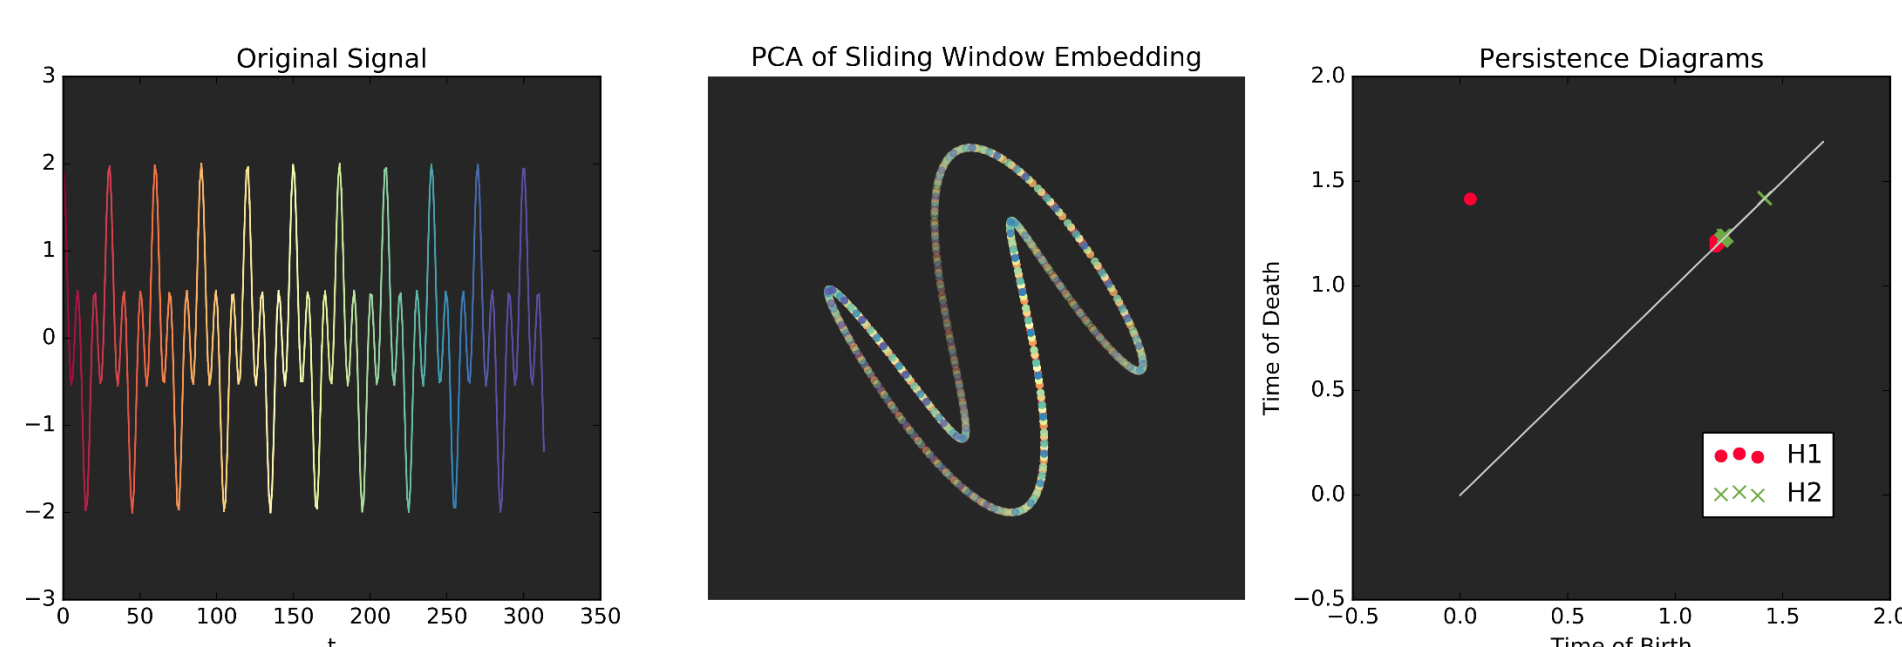 Original Signal
3
2
1
0
−1
−2
−3
0 50 100 150 200 250 300 350
PCA of Sliding Window Embedding
Persistence Diagrams
2.0
1.5
1.0
0.5
0.0
−0.5
Time of Death
H1
H2
−0.5 0.0 0.5 1.0 1.5 2.0
Time of Birth